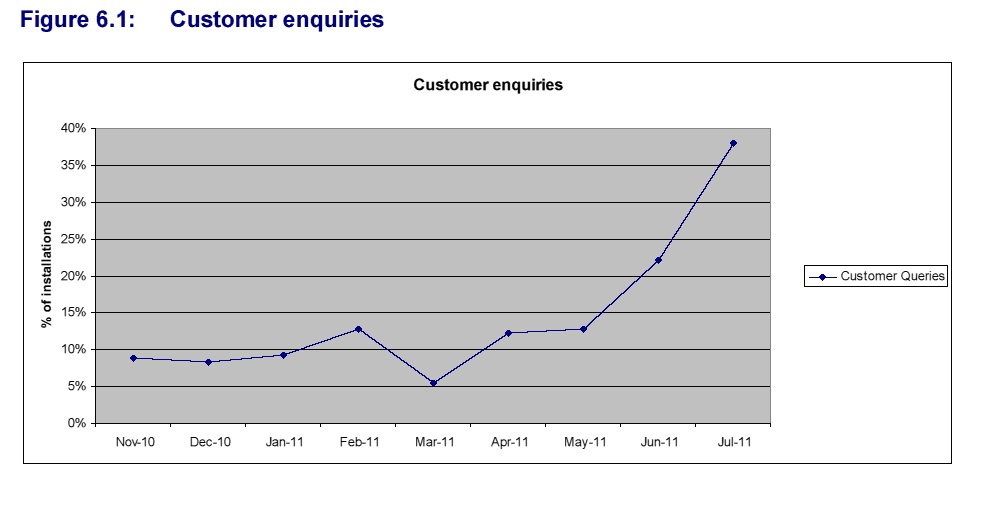 Figure 6.1: Customer enquiries
Customer enquiries
40%
35%
30%
25%
20%
15%
10%
5%
0%
% of installations
Nov-10 Dec-10 Jan-11 Feb-11 Mar-11 Apr-11 May-11 Jun-11 Jul-11
Customer Queries